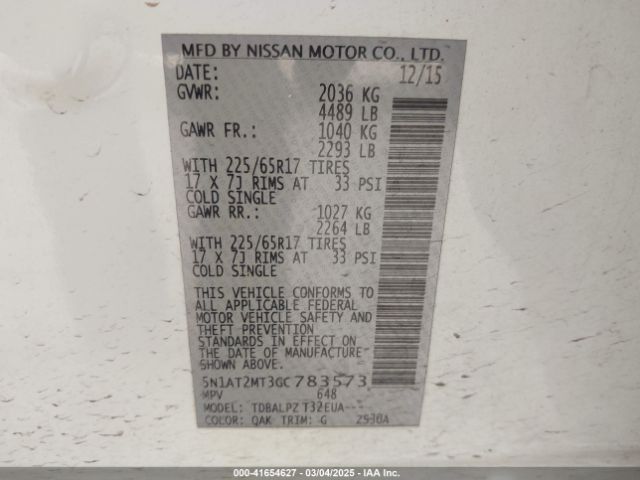 MFD BY NISSAN MOTOR CO., LTD.
DATE: 12/15
GVWR: 2036 KG
4489 LB
GAWR FR.: 1040 KG
2293 LB
WITH 225/65R17 TIRES
17 X 7J RIMS AT 33 PSI
COLD SINGLE
GAWR RR.: 1027 KG
2264 LB
WITH 225/65R17 TIRES
17 X 7J RIMS AT 33 PSI
COLD SINGLE
THIS VEHICLE CONFORMS TO
ALL APPLICABLE FEDERAL
MOTOR VEHICLE SAFETY AND
THEFT PREVENTION
STANDARDS IN EFFECT ON
THE DATE OF MANUFACTURE
SHOWN ABOVE.
5N1AT2MT3GC783573
MPV 648
MODEL: TDBALPZ T32EUA----
COLOR: QAK TRIM: G 2530A
000-41654627 - 03/04/2025 - IAA INC.